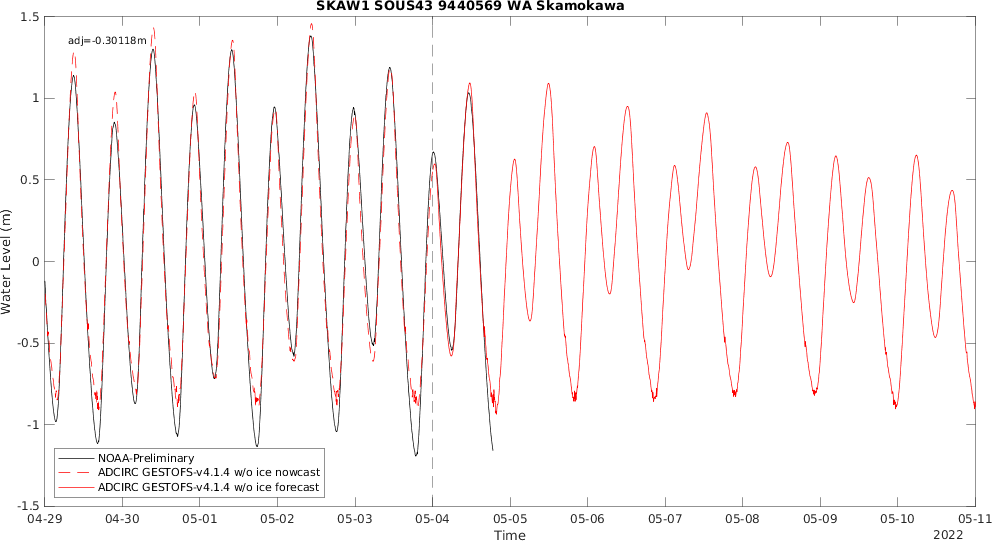 SKAW1 SOUS43 9440569 WA Skamokawa
adj=-0.30118m
1.5
1
0.5
0
-0.5
-1
-1.5
Water Level (m)
NOAA-Preliminary
ADCIRC GESTOFS-v4.1.4 w/o ice nowcast
ADCIRC GESTOFS-v4.1.4 w/o ice forecast
04-29 04-30 05-01 05-02 05-03 05-04 05-05 05-06 05-07 05-08 05-09 05-10 05-11
Time
2022